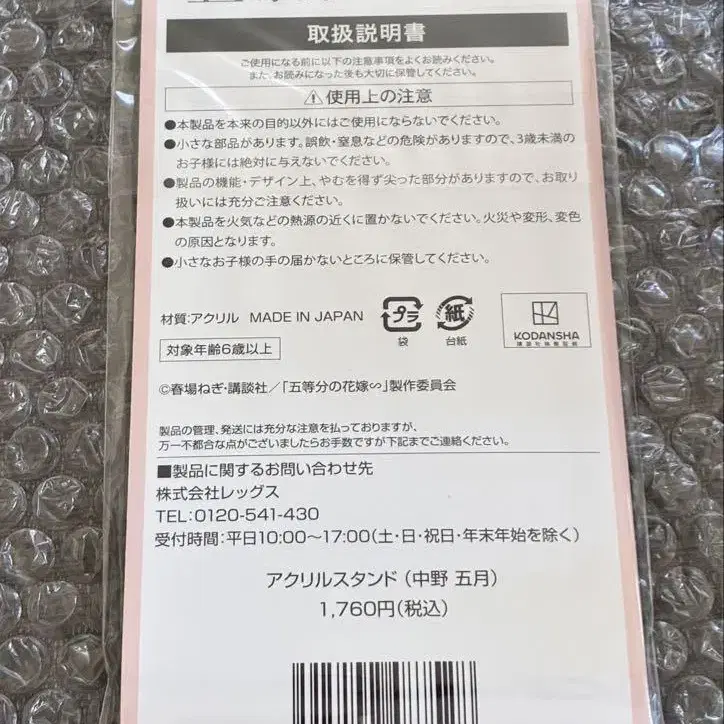 取扱説明書
ご使用になる前に以下の注意事項をよくお読みください。
また、お読みになった後も大切に保管してください。
使用上の注意
●本製品を本来の目的以外にはご使用にならないでください。
●小さな部品があります。誤飲・窒息などの危険がありますので、3歳未満の
お子様には絶対に与えないでください。
●製品の機能・デザイン上、やむを得ず尖った部分がありますので、お取り
扱いには充分ご注意ください。
●本製品を火気などの熱源の近くに置かないでください。火災や変形、変色
の原因となります。
●小さなお子様の手の届かないところに保管してください。
材質:アクリル MADE IN JAPAN
プラ
袋
紙
台紙
KODANSHA
対象年齢6歳以上
©春場ねぎ・講談社/「五等分の花嫁∽」製作委員会
製品の管理、発送には充分な注意を払っておりますが、
万一不都合な点がございましたらお手数ですが下記までご連絡ください。
■製品に関するお問い合わせ先
株式会社レッグス
TEL:0120-541-430
受付時間:平日10:00〜17:00(土・日・祝日・年末年始を除く)
アクリルスタンド(中野 五月)
1,760円(税込)